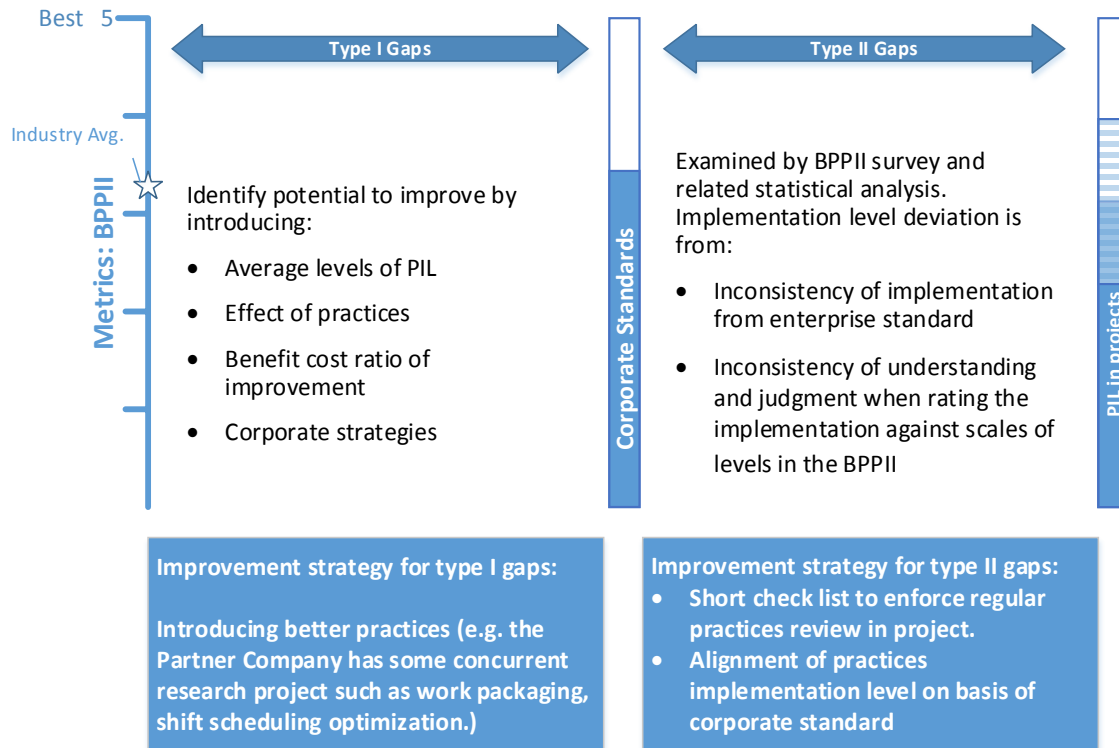 Best 5
Type I Gaps
Type II Gaps
Industry Avg.
Metrics: BPPII
Identify potential to improve by
introducing:
• Average levels of PIL
• Effect of practices
• Benefit cost ratio of
improvement
• Corporate strategies
Corporate Standards
Examined by BPPII survey and
related statistical analysis.
Implementation level deviation is
from:
• Inconsistency of implementation
from enterprise standard
• Inconsistency of understanding
and judgment when rating the
implementation against scales of
levels in the BPPII
PIL in projects
Improvement strategy for type I gaps:
Introducing better practices (e.g. the
Partner Company has some concurrent
research project such as work packaging,
shift scheduling optimization.)
Improvement strategy for type II gaps:
• Short check list to enforce regular
practices review in project.
• Alignment of practices
implementation level on basis of
corporate standard